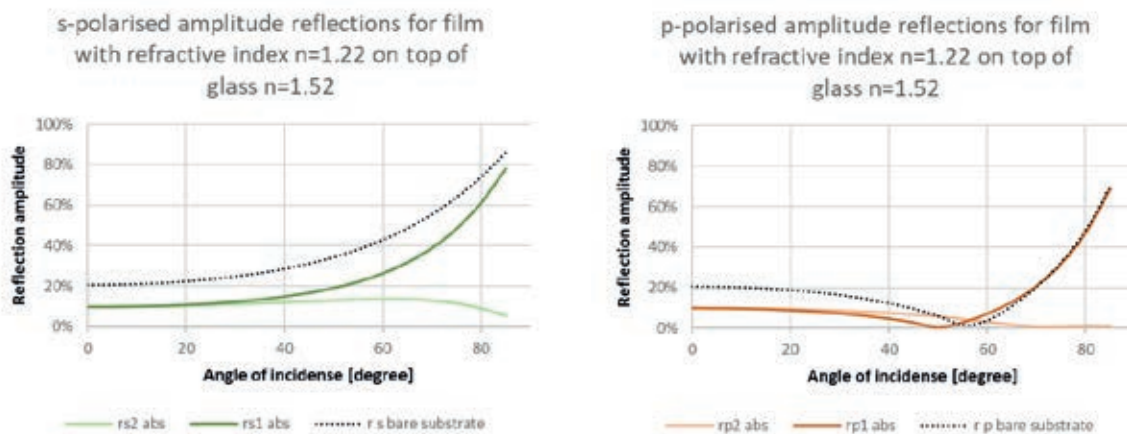 s-polarised amplitude reflections for film
with refractive index n=1.22 on top of
glass n=1.52
100%
80%
60%
40%
20%
0%
Reflection amplitude
0
20
40
60
80
Angle of incidense [degree]
rs2 abs
rs1 abs
r s bare substrate
p-polarised amplitude reflections for film
with refractive index n=1.22 on top of
glass n=1.52
100%
80%
60%
40%
20%
0%
Reflection amplitude
0
20
40
60
80
Angle of incidense [degree]
rp2 abs
rp1 abs
r p bare substrate